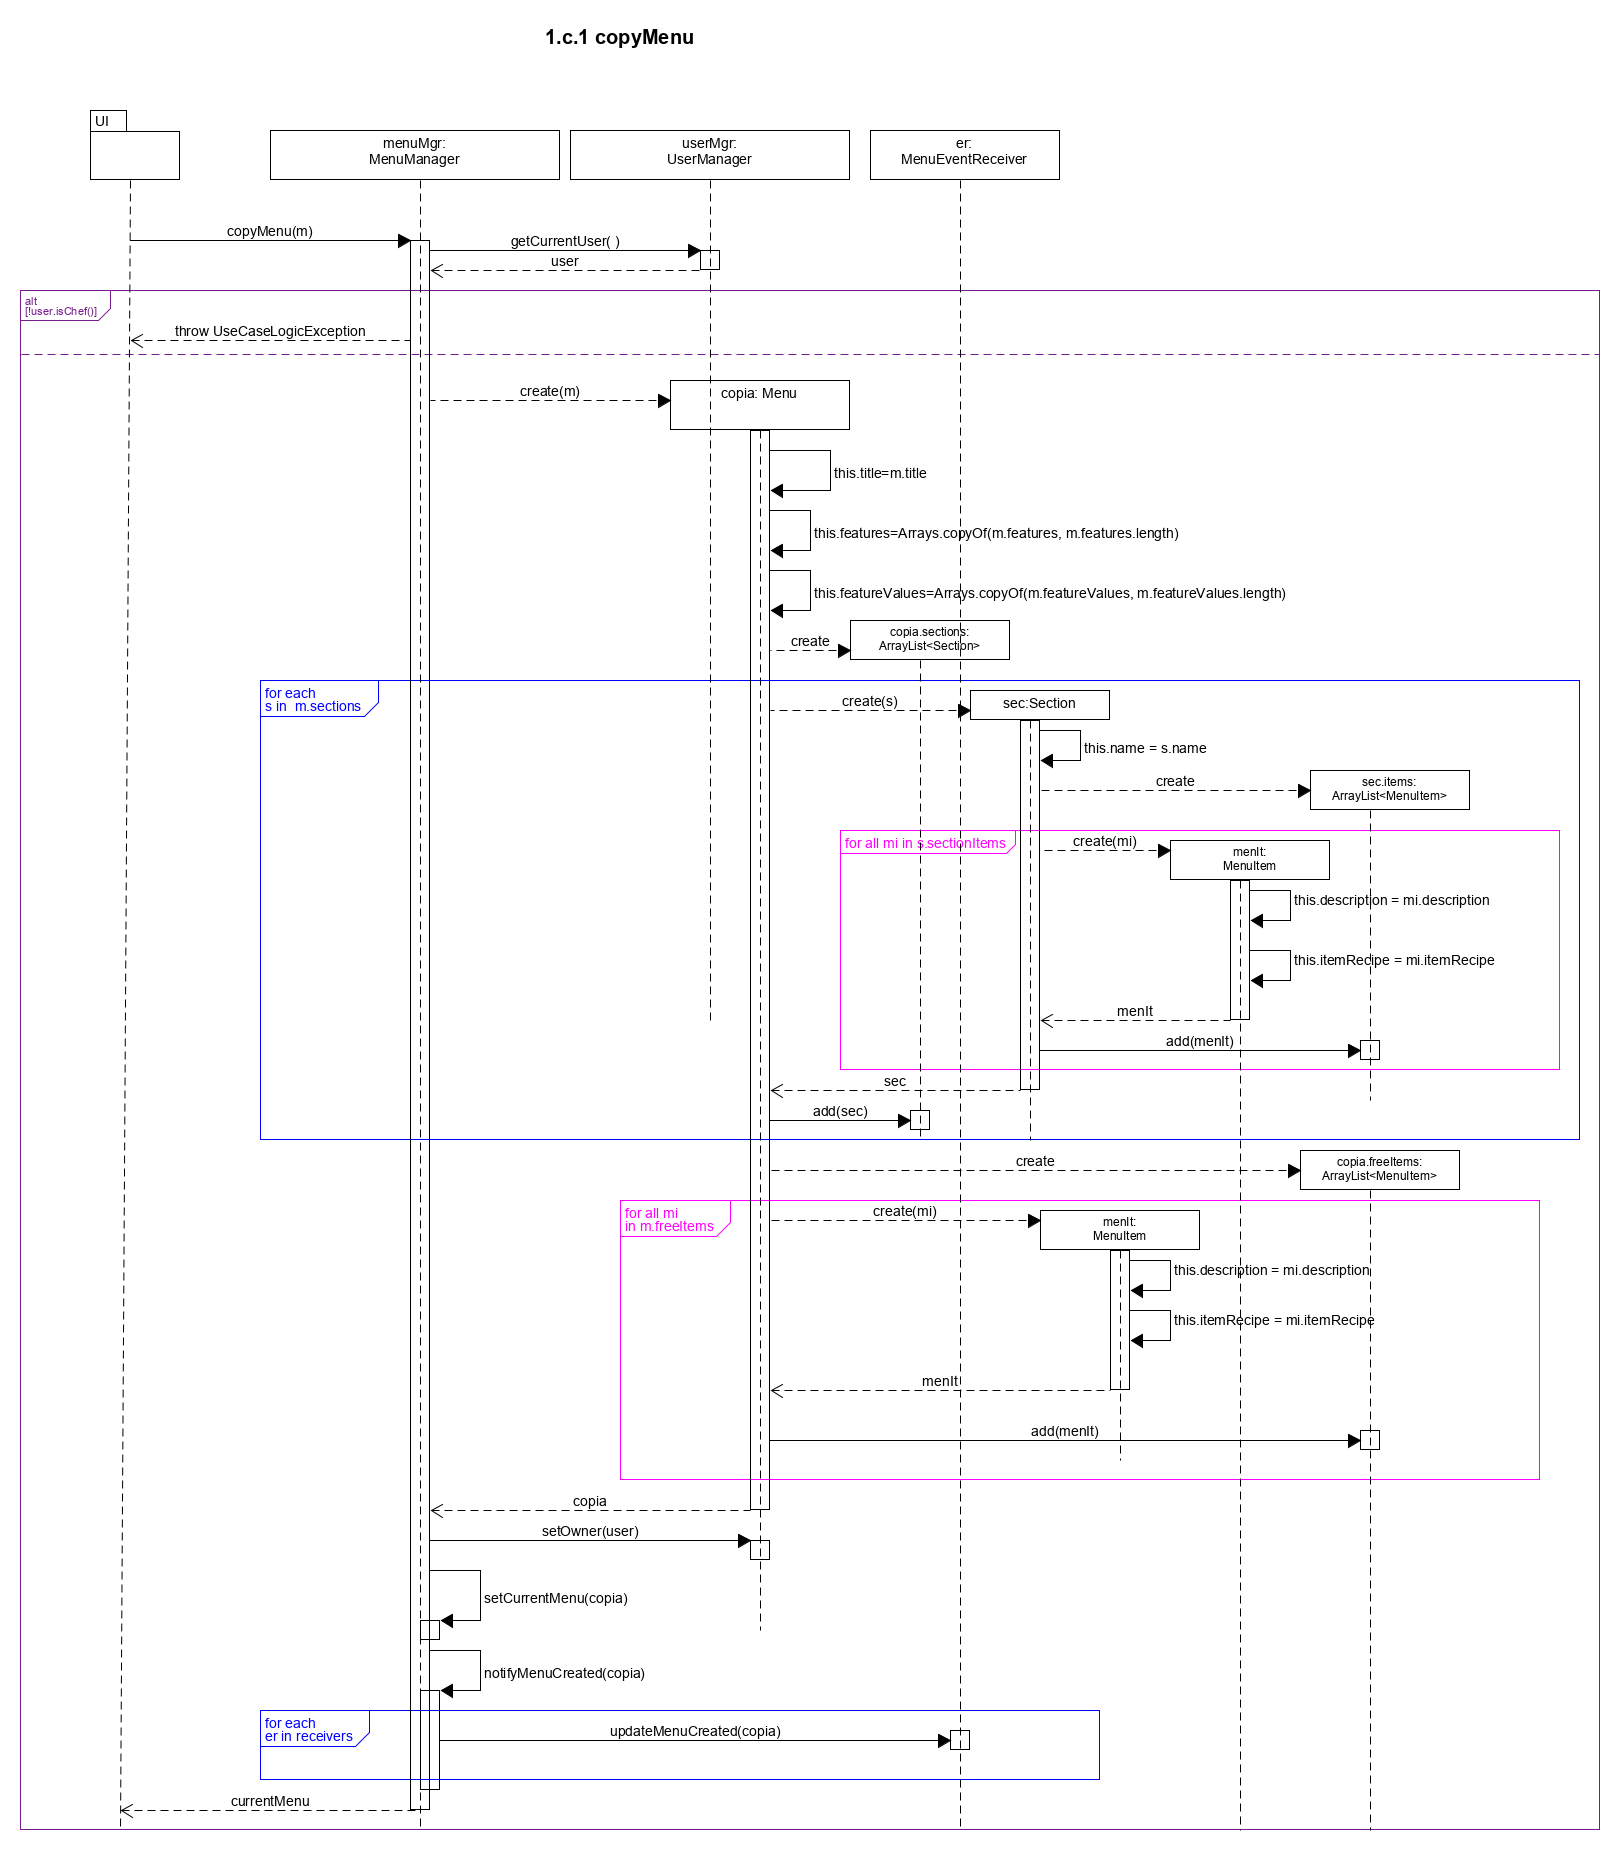 1.c.1 copyMenu
UI
menuMgr:
MenuManager
userMgr:
UserManager
er:
MenuEventReceiver
copyMenu(m)
getCurrentUser( )
user
alt
[!user.isChef()]
throw UseCaseLogicException
create(m)
copia: Menu
this.title=m.title
this.features=Arrays.copyOf(m.features, m.features.length)
this.featureValues=Arrays.copyOf(m.featureValues, m.featureValues.length)
create
copia.sections:
ArrayList<Section>
for each
s in  m.sections
create(s)
sec:Section
this.name = s.name
create
sec.items:
ArrayList<MenuItem>
for all mi in s.sectionItems
create(mi)
menIt:
MenuItem
this.description = mi.description
this.itemRecipe = mi.itemRecipe
menIt
add(menIt)
sec
add(sec)
create
copia.freeItems:
ArrayList<MenuItem>
for all mi
in m.freeItems
create(mi)
menIt:
MenuItem
this.description = mi.description
this.itemRecipe = mi.itemRecipe
menIt
add(menIt)
copia
setOwner(user)
setCurrentMenu(copia)
notifyMenuCreated(copia)
for each
er in receivers
updateMenuCreated(copia)
currentMenu